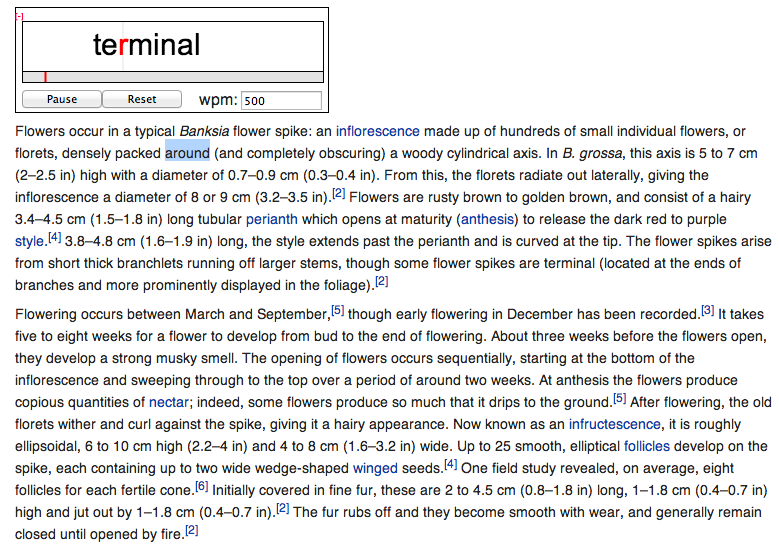 [-]
terminal
Pause Reset wpm: 500
Flowers occur in a typical Banksia flower spike: an inflorescence made up of hundreds of small individual flowers, or
florets, densely packed around (and completely obscuring) a woody cylindrical axis. In B. grossa, this axis is 5 to 7 cm
(2–2.5 in) high with a diameter of 0.7–0.9 cm (0.3–0.4 in). From this, the florets radiate out laterally, giving the
inflorescence a diameter of 8 or 9 cm (3.2–3.5 in).[2] Flowers are rusty brown to golden brown, and consist of a hairy
3.4–4.5 cm (1.5–1.8 in) long tubular perianth which opens at maturity (anthesis) to release the dark red to purple
style.[4] 3.8–4.8 cm (1.6–1.9 in) long, the style extends past the perianth and is curved at the tip. The flower spikes arise
from short thick branchlets running off larger stems, though some flower spikes are terminal (located at the ends of
branches and more prominently displayed in the foliage).[2]
Flowering occurs between March and September,[5] though early flowering in December has been recorded.[3] It takes
five to eight weeks for a flower to develop from bud to the end of flowering. About three weeks before the flowers open,
they develop a strong musky smell. The opening of flowers occurs sequentially, starting at the bottom of the
inflorescence and sweeping through to the top over a period of around two weeks. At anthesis the flowers produce
copious quantities of nectar; indeed, some flowers produce so much that it drips to the ground.[5] After flowering, the old
florets wither and curl against the spike, giving it a hairy appearance. Now known as an infructescence, it is roughly
ellipsoidal, 6 to 10 cm high (2.2–4 in) and 4 to 8 cm (1.6–3.2 in) wide. Up to 25 smooth, elliptical follicles develop on the
spike, each containing up to two wide wedge-shaped winged seeds.[4] One field study revealed, on average, eight
follicles for each fertile cone.[6] Initially covered in fine fur, these are 2 to 4.5 cm (0.8–1.8 in) long, 1–1.8 cm (0.4–0.7 in)
high and jut out by 1–1.8 cm (0.4–0.7 in).[2] The fur rubs off and they become smooth with wear, and generally remain
closed until opened by fire.[2]